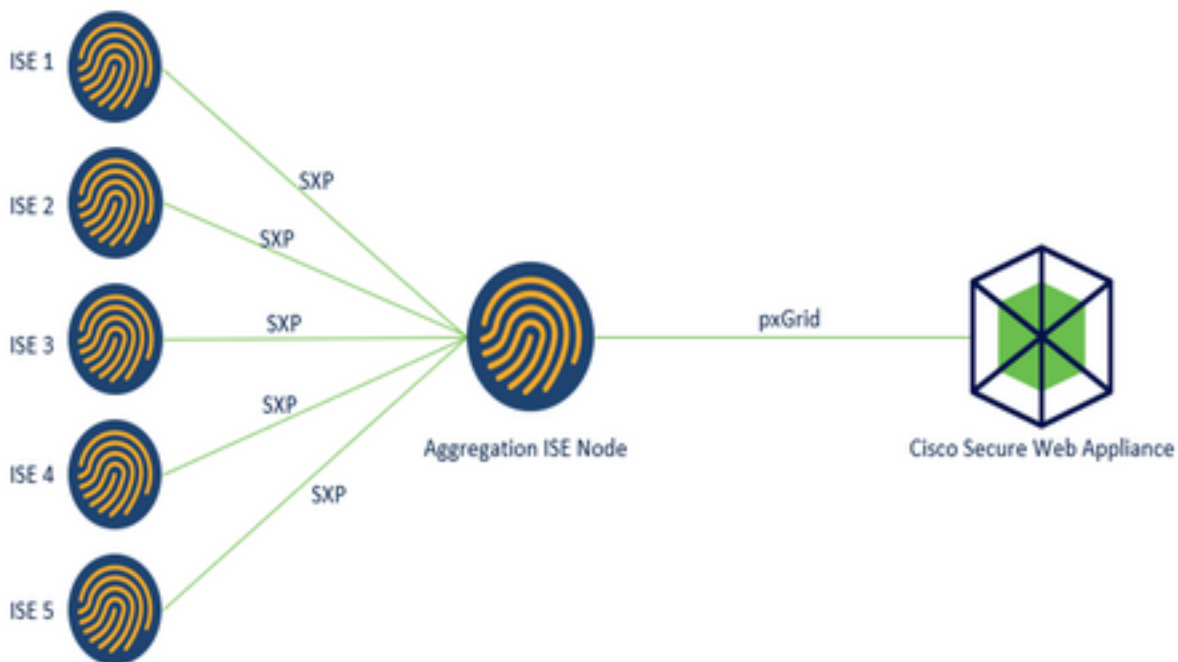 ISE 1
SXP
ISE 2
SXP
ISE 3
SXP
pxGrid
SXP
Aggregation ISE Node
Cisco Secure Web Appliance
ISE 4
SXP
ISE 5